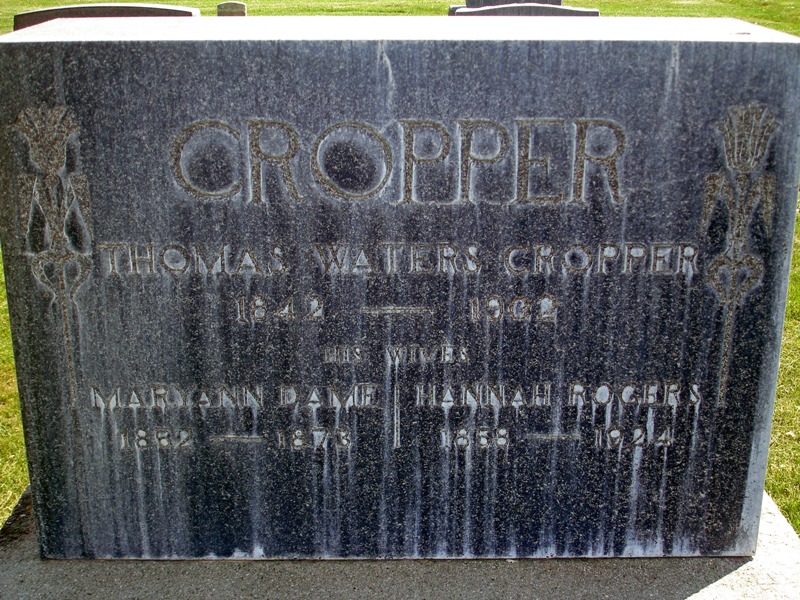 CROPPER
THOMAS WATERS CROPPER
1842 — 1902
HIS WIVES
MARYANN DAME | HANNAH ROGERS
1852 — 1873 | 1858 — 1924